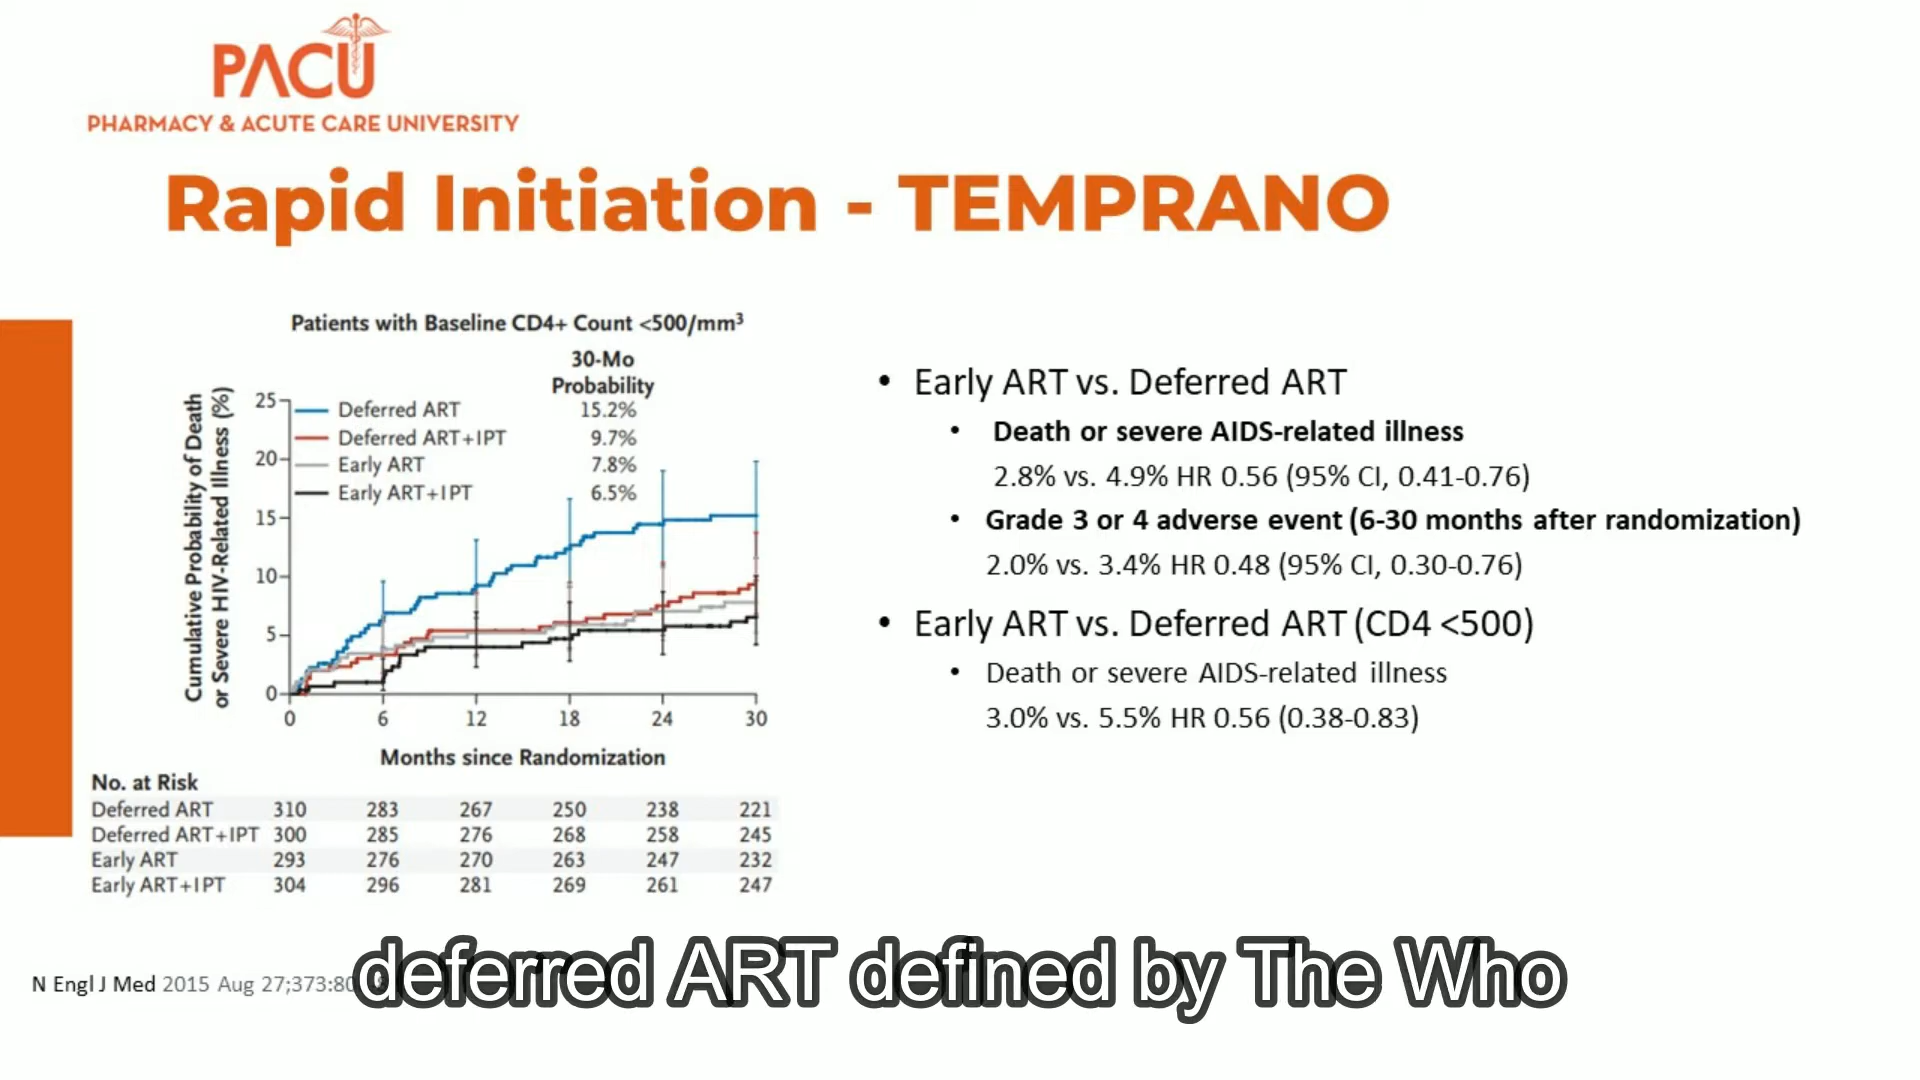 PACU
PHARMACY & ACUTE CARE UNIVERSITY
Rapid Initiation - TEMPRANO
Patients with Baseline CD4+ Count <500/mm³
30-Mo
Probability
Deferred ART 15.2%
Deferred ART+IPT 9.7%
Early ART 7.8%
Early ART+IPT 6.5%
Cumulative Probability of Death
or Severe HIV-Related Illness (%)
25
20
15
10
5
0
0 6 12 18 24 30
Months since Randomization
No. at Risk
Deferred ART 310 283 267 250 238 221
Deferred ART+IPT 300 285 276 268 258 245
Early ART 293 276 270 263 247 232
Early ART+IPT 304 296 281 269 261 247
• Early ART vs. Deferred ART
• Death or severe AIDS-related illness
2.8% vs. 4.9% HR 0.56 (95% CI, 0.41-0.76)
• Grade 3 or 4 adverse event (6-30 months after randomization)
2.0% vs. 3.4% HR 0.48 (95% CI, 0.30-0.76)
• Early ART vs. Deferred ART (CD4 <500)
• Death or severe AIDS-related illness
3.0% vs. 5.5% HR 0.56 (0.38-0.83)
N Engl J Med 2015 Aug 27;373:80
deferred ART defined by The Who